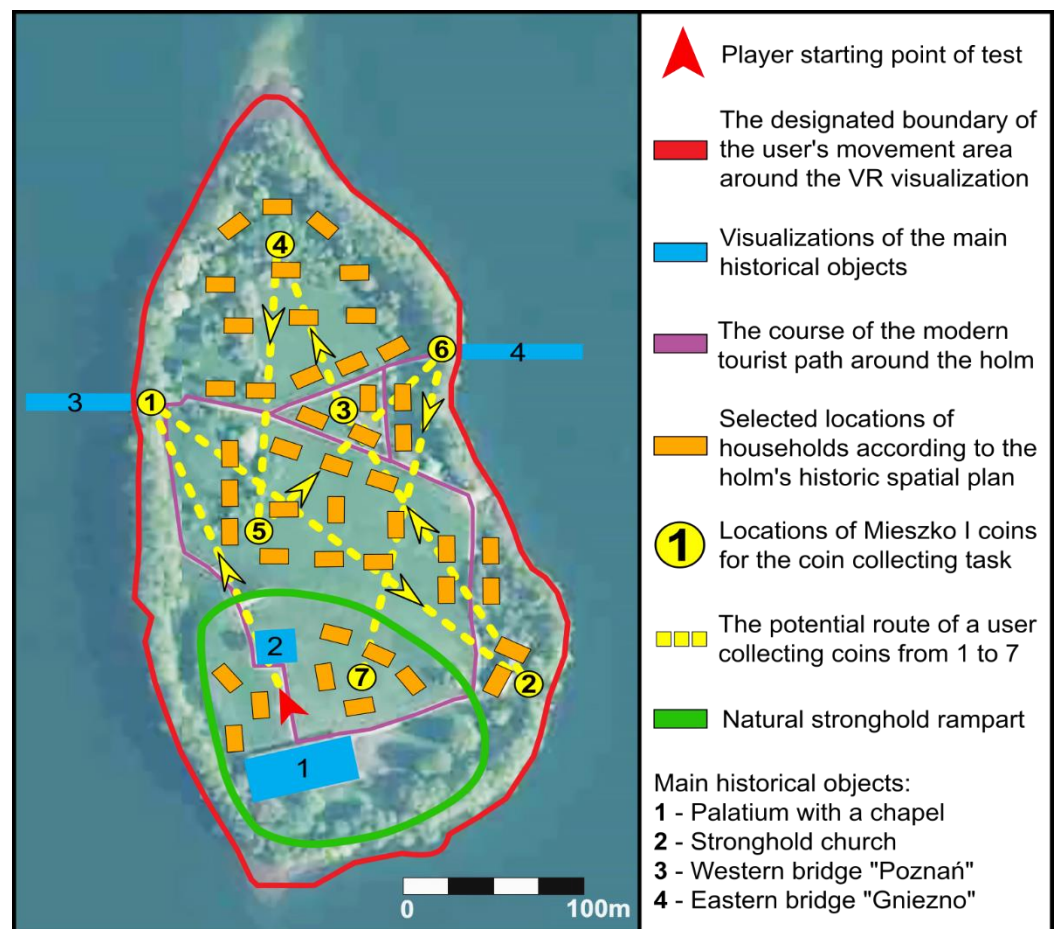 4
6
4
3
1
3
5
2
7
2
1
0
100m
Player starting point of test
The designated boundary of
the user's movement area
around the VR visualization
Visualizations of the main
historical objects
The course of the modern
tourist path around the holm
Selected locations of
households according to the
holm's historic spatial plan
1
Locations of Mieszko I coins
for the coin collecting task
The potential route of a user
collecting coins from 1 to 7
Natural stronghold rampart
Main historical objects:
1 - Palatium with a chapel
2 - Stronghold church
3 - Western bridge "Poznań"
4 - Eastern bridge "Gniezno"